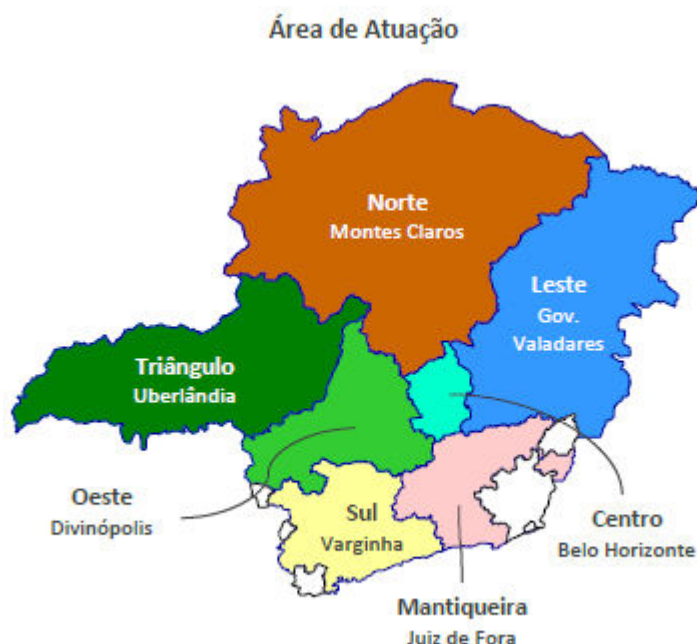 Área de Atuação
Norte
Montes Claros
Leste
Gov.
Valadares
Triângulo
Uberlândia
Oeste
Divinópolis
Sul
Varginha
Centro
Belo Horizonte
Mantiqueira
Juiz de Fora